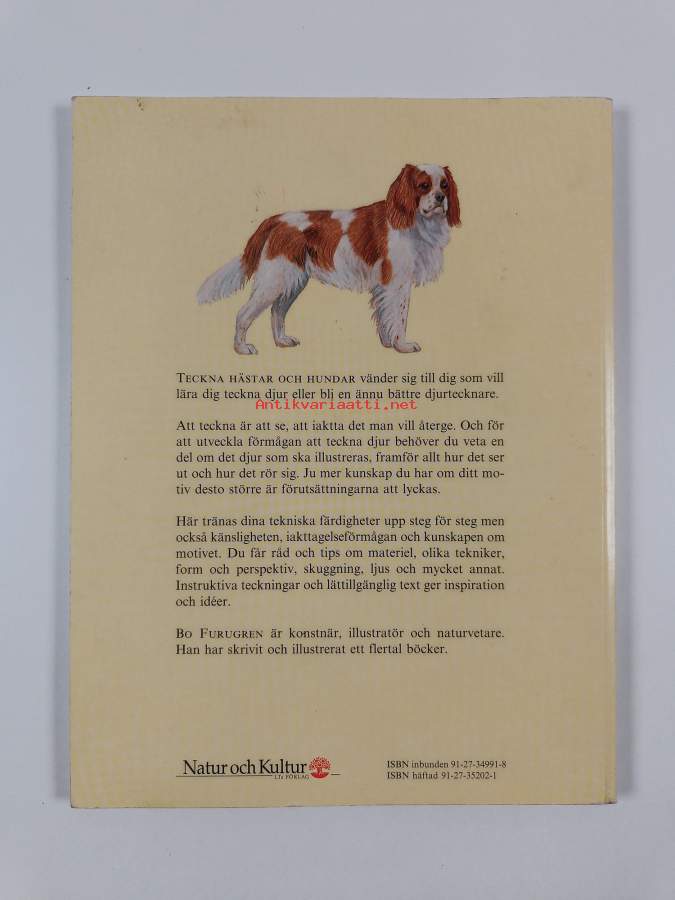 TECKNA HÄSTAR OCH HUNDAR vänder sig till dig som vill
lära dig teckna djur eller bli en ännu bättre djurtecknare.
Antikvariaatti.net
Att teckna är att se, att iaktta det man vill återge. Och för
att utveckla förmågan att teckna djur behöver du veta en
del om det djur som ska illustreras, framför allt hur det ser
ut och hur det rör sig. Ju mer kunskap du har om ditt mo-
tiv desto större är förutsättningarna att lyckas.
Här tränas dina tekniska färdigheter upp steg för steg men
också känsligheten, iakttagelseförmågan och kunskapen om
motivet. Du får råd och tips om materiel, olika tekniker,
form och perspektiv, skuggning, ljus och mycket annat.
Instruktiva teckningar och lättillgänglig text ger inspiration
och idéer.
BO FURUGREN är konstnär, illustratör och naturvetare.
Han har skrivit och illustrerat ett flertal böcker.
Natur och Kultur
LTs FÖRLAG
ISBN inbunden 91-27-34991-8
ISBN häftad 91-27-35202-1